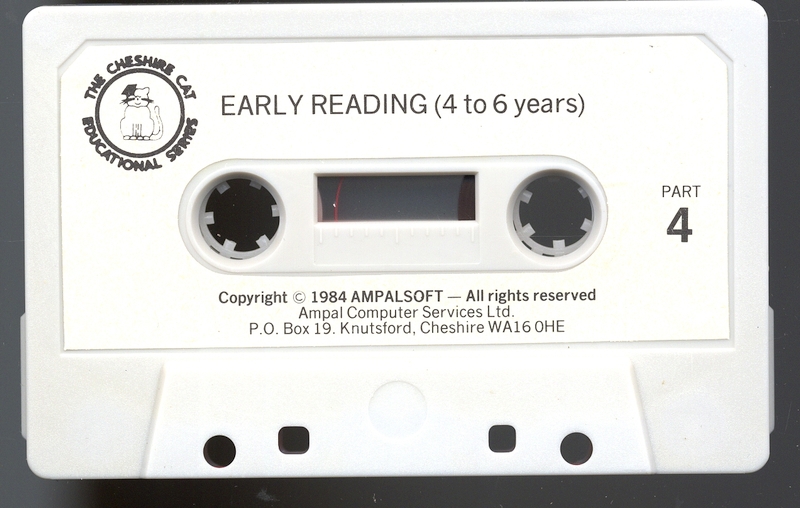 THE CHESHIRE CAT
EDUCATIONAL SERIES
EARLY READING (4 to 6 years)
PART
4
Copyright © 1984 AMPALSOFT — All rights reserved
Ampal Computer Services Ltd.
P.O. Box 19. Knutsford, Cheshire WA16 0HE